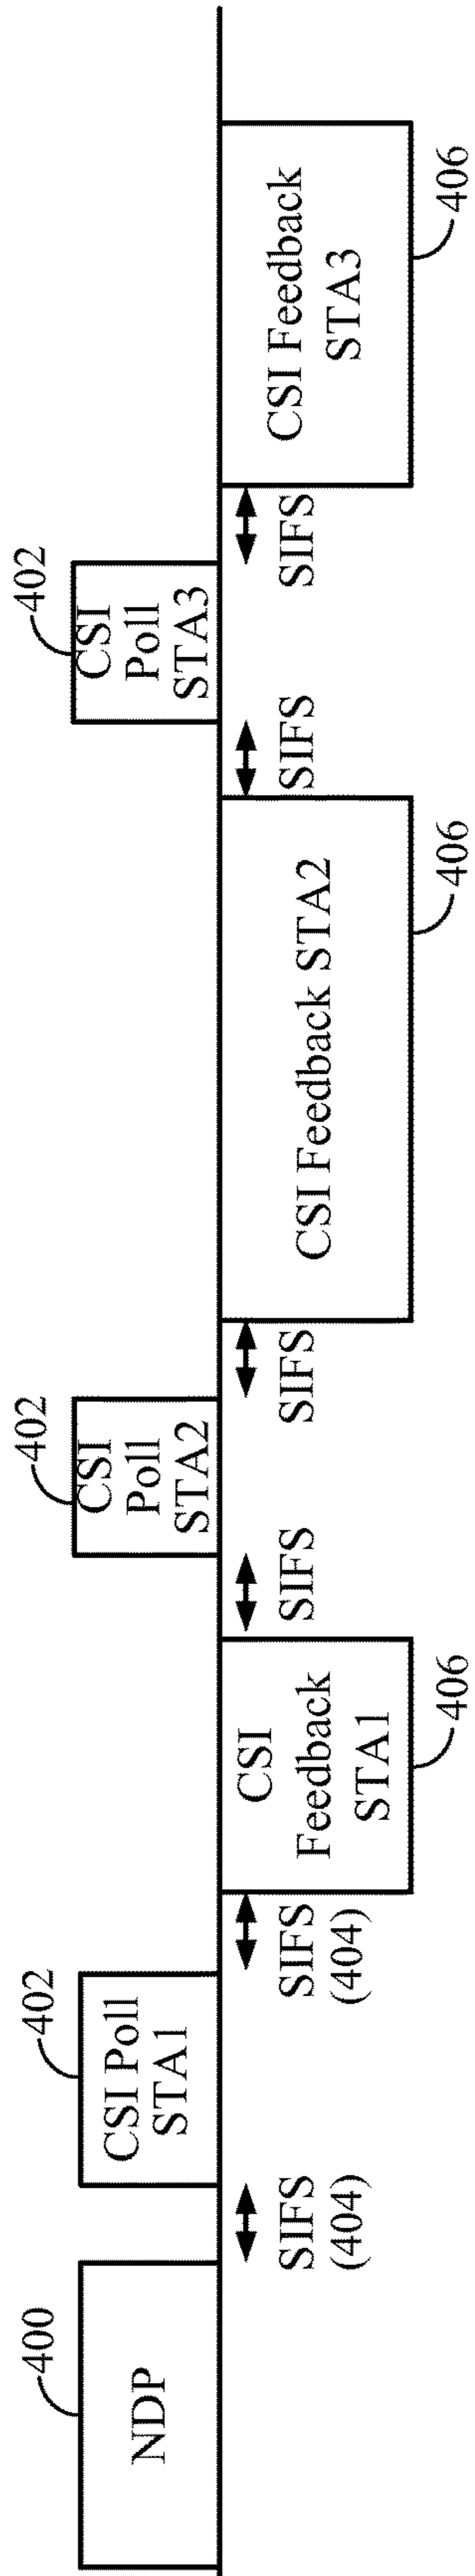 400
NDP
SIFS
(404)
402
CSI Poll
STA1
SIFS
(404)
CSI
Feedback
STA1
406
SIFS
402
CSI
Poll
STA2
SIFS
CSI Feedback STA2
406
SIFS
402
CSI
Poll
STA3
SIFS
CSI Feedback
STA3
406